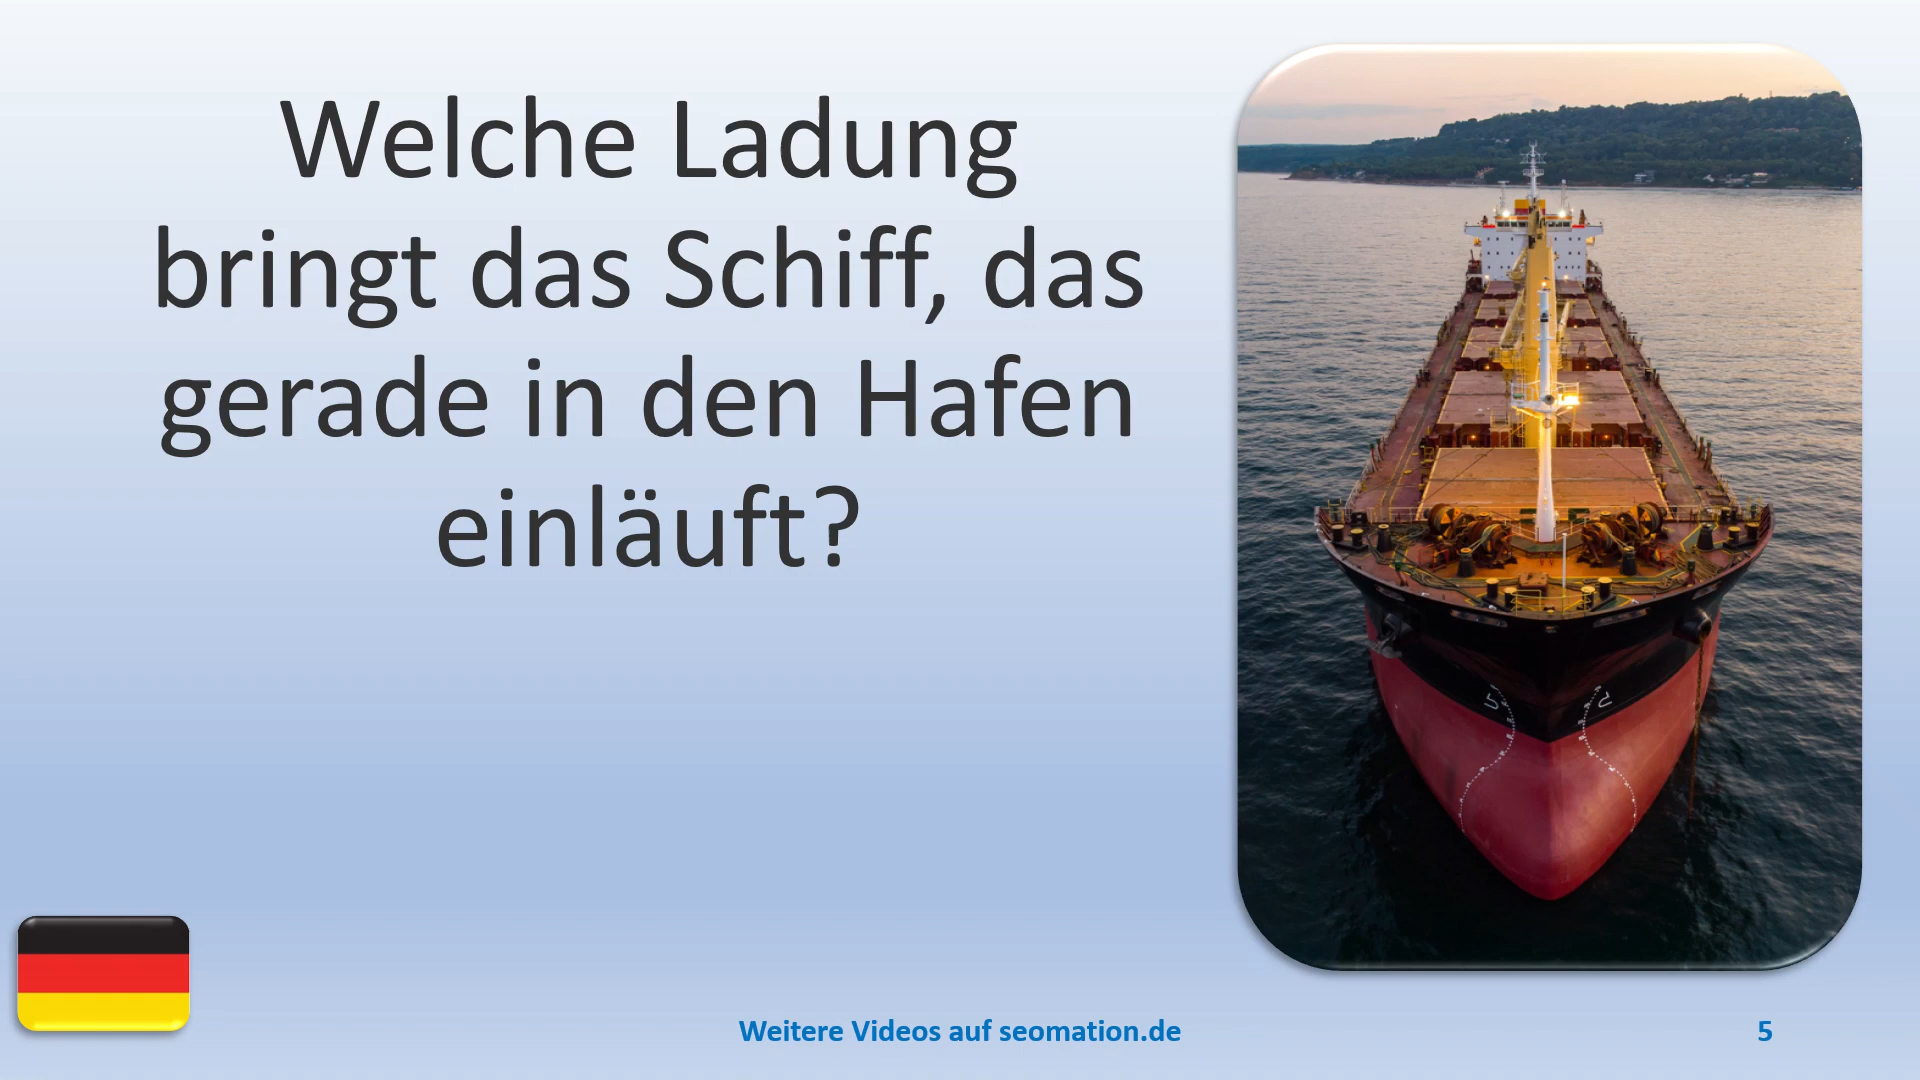 Welche Ladung
bringt das Schiff, das
gerade in den Hafen
einläuft?
Weitere Videos auf seomation.de
5